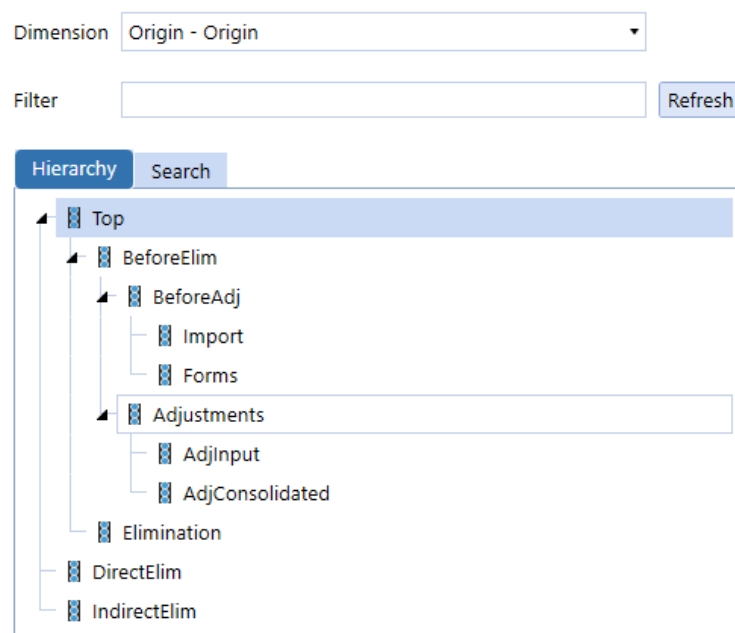 Dimension Origin - Origin
Filter Refresh
Hierarchy Search
Top
BeforeElim
BeforeAdj
Import
Forms
Adjustments
AdjInput
AdjConsolidated
Elimination
DirectElim
IndirectElim